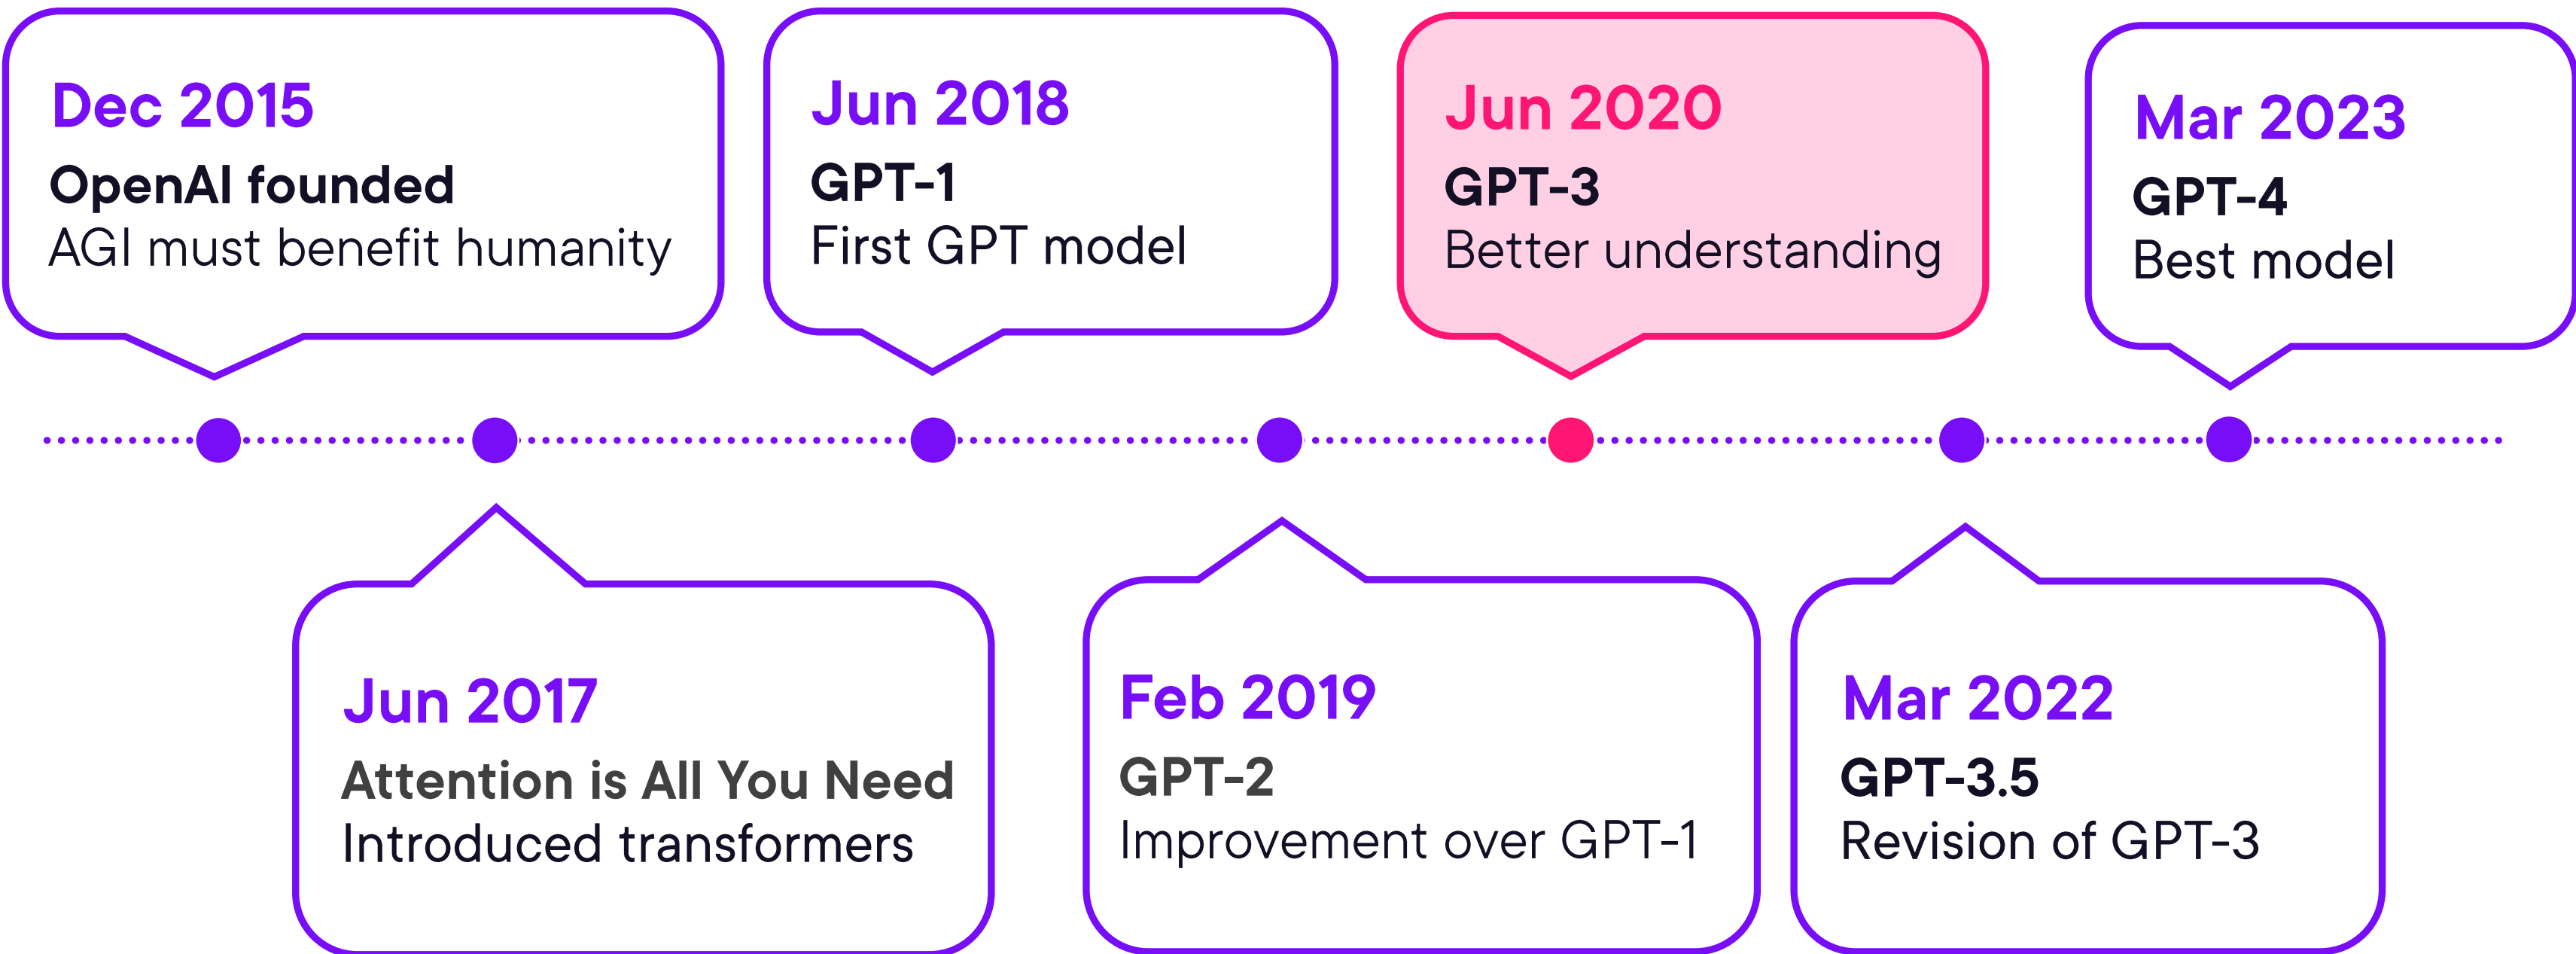 Dec 2015
OpenAI founded
AGI must benefit humanity
Jun 2017
Attention is All You Need
Introduced transformers
Jun 2018
GPT-1
First GPT model
Feb 2019
GPT-2
Improvement over GPT-1
Jun 2020
GPT-3
Better understanding
Mar 2022
GPT-3.5
Revision of GPT-3
Mar 2023
GPT-4
Best model